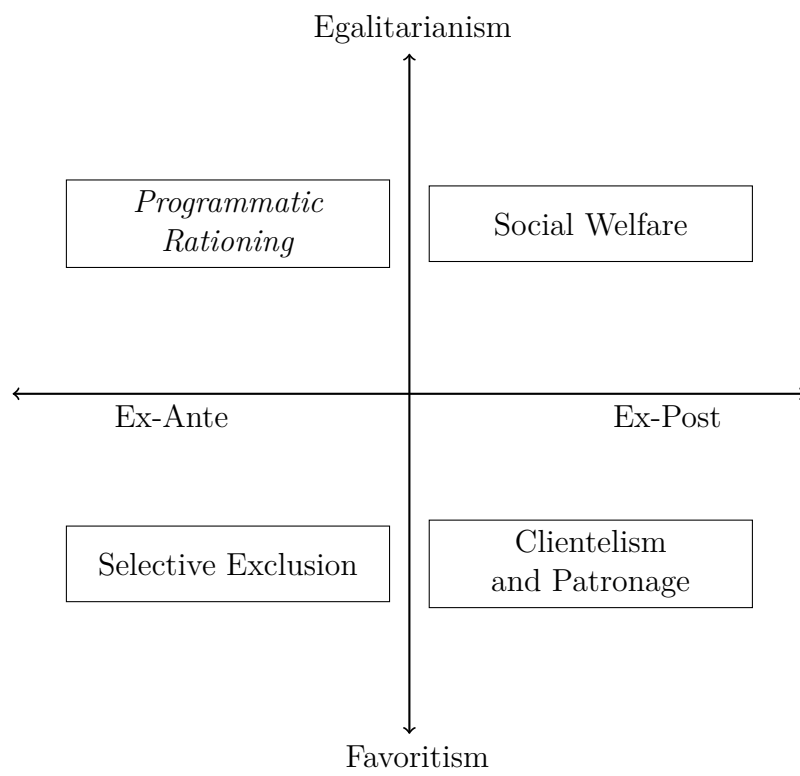 Egalitarianism
Programmatic
Rationing
Social Welfare
Ex-Ante
Ex-Post
Selective Exclusion
Clientelism
and Patronage
Favoritism